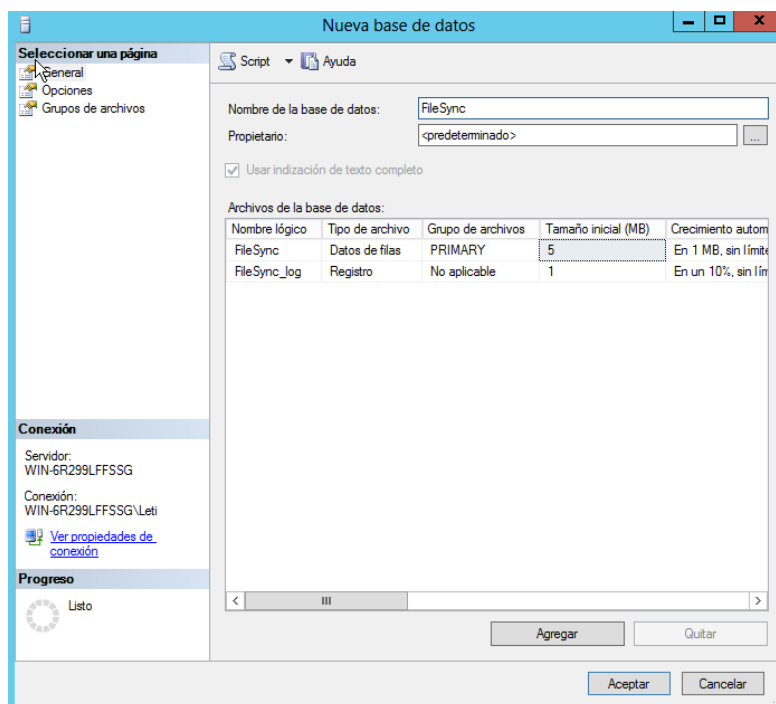 Nueva base de datos
Seleccionar una página
General
Opciones
Grupos de archivos
Script
Ayuda
Nombre de la base de datos: FileSync
Propietario: <predeterminado> ...
Usar indización de texto completo
Archivos de la base de datos:
Nombre lógico Tipo de archivo Grupo de archivos Tamaño inicial (MB) Crecimiento autom
FileSync Datos de filas PRIMARY 5 En 1 MB, sin límite
FileSync_log Registro No aplicable 1 En un 10%, sin lím
Conexión
Servidor:
WIN-6R299LFFSSG
Conexión:
WIN-6R299LFFSSG\Leti
Ver propiedades de
conexión
Progreso
Listo
Agregar Quitar
Aceptar Cancelar